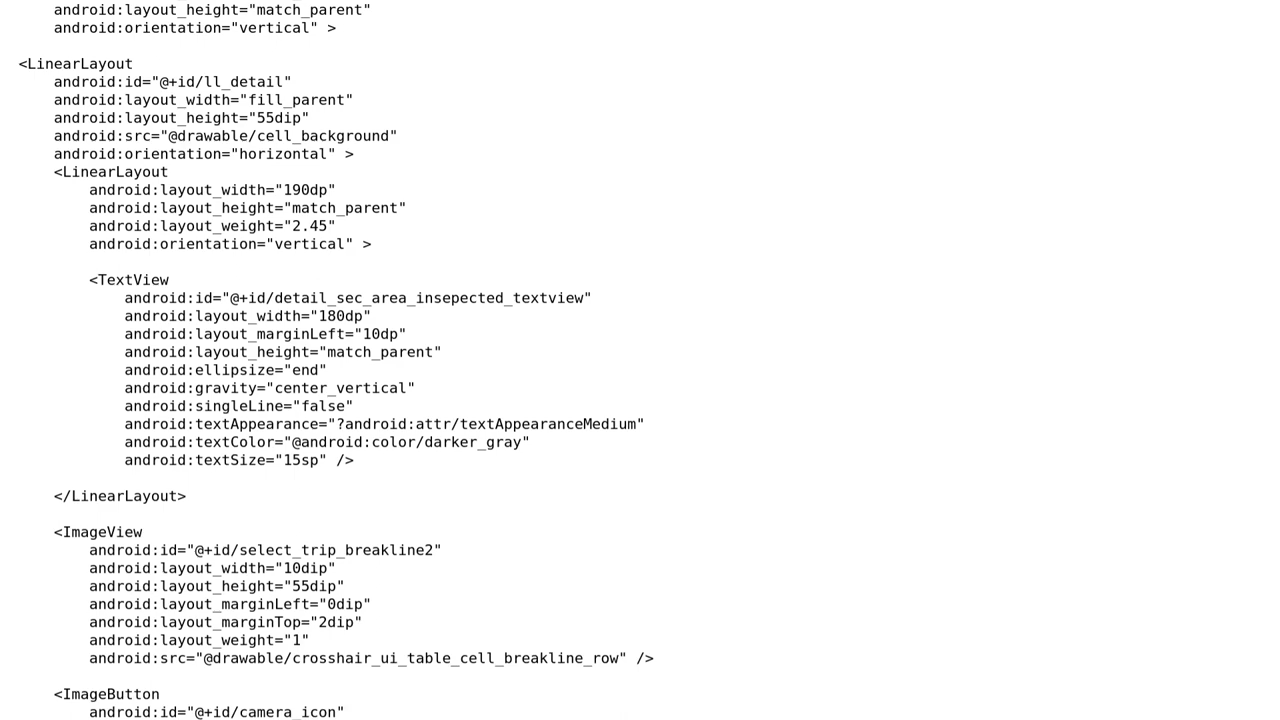 android:layout_height="match_parent"
android:orientation="vertical" >
<LinearLayout
android:id="@+id/ll_detail"
android:layout_width="fill_parent"
android:layout_height="55dip"
android:src="@drawable/cell_background"
android:orientation="horizontal" >
<LinearLayout
android:layout_width="190dp"
android:layout_height="match_parent"
android:layout_weight="2.45"
android:orientation="vertical" >
<TextView
android:id="@+id/detail_sec_area_insepected_textview"
android:layout_width="180dp"
android:layout_marginLeft="10dp"
android:layout_height="match_parent"
android:ellipsize="end"
android:gravity="center_vertical"
android:singleLine="false"
android:textAppearance="?android:attr/textAppearanceMedium"
android:textColor="@android:color/darker_gray"
android:textSize="15sp" />
</LinearLayout>
<ImageView
android:id="@+id/select_trip_breakline2"
android:layout_width="10dip"
android:layout_height="55dip"
android:layout_marginLeft="0dip"
android:layout_marginTop="2dip"
android:layout_weight="1"
android:src="@drawable/crosshair_ui_table_cell_breakline_row" />
<ImageButton
android:id="@+id/camera_icon"